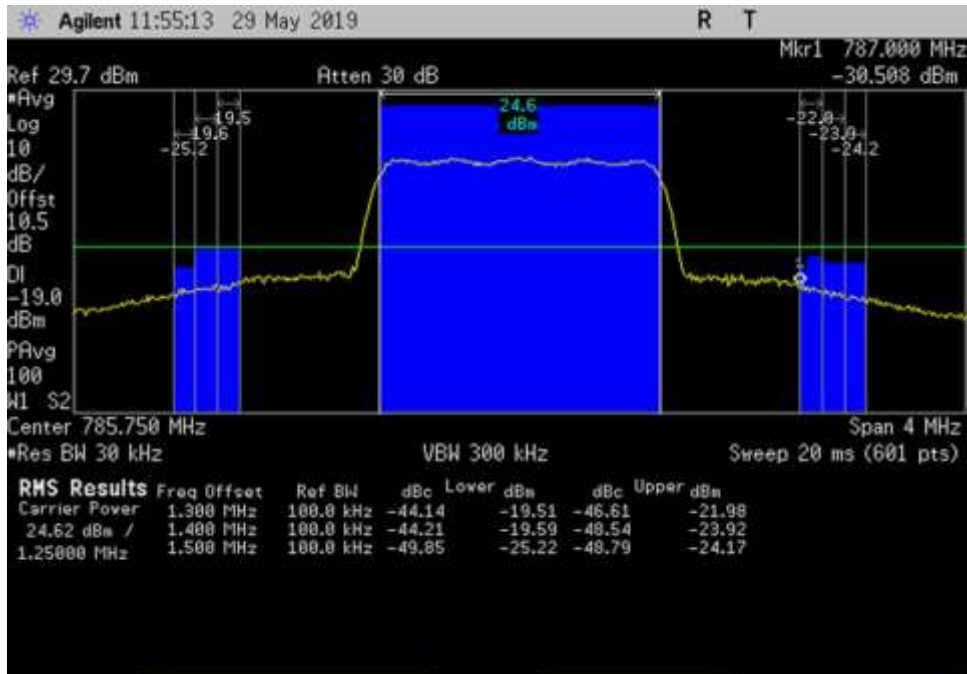 Agilent 11:55:13 29 May 2019 R T
Mkr1 787.000 MHz
Ref 29.7 dBm Atten 30 dB -30.508 dBm
*Avg
Log
10
dB/
Offst
10.5
dB
DI
-19.0
dBm
PAvg
100
W1 S2
24.6
dBm
-19.5
-19.6
-25.2
-22.0
-23.9
-24.2
Center 785.750 MHz Span 4 MHz
*Res BW 30 kHz VBW 300 kHz Sweep 20 ms (601 pts)
RMS Results Freq Offset Ref BW dBc Lower dBm dBc Upper dBm
Carrier Power 1.300 MHz 100.0 kHz -44.14 -19.51 -46.61 -21.98
24.62 dBm / 1.400 MHz 100.0 kHz -44.21 -19.59 -48.54 -23.92
1.25000 MHz 1.500 MHz 100.0 kHz -49.85 -25.22 -48.79 -24.17